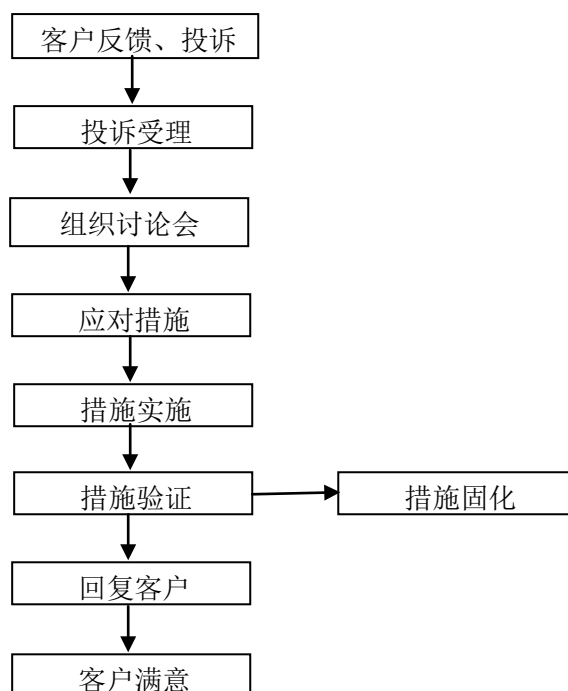 客户反馈、投诉
投诉受理
组织讨论会
应对措施
措施实施
措施验证
措施固化
回复客户
客户满意